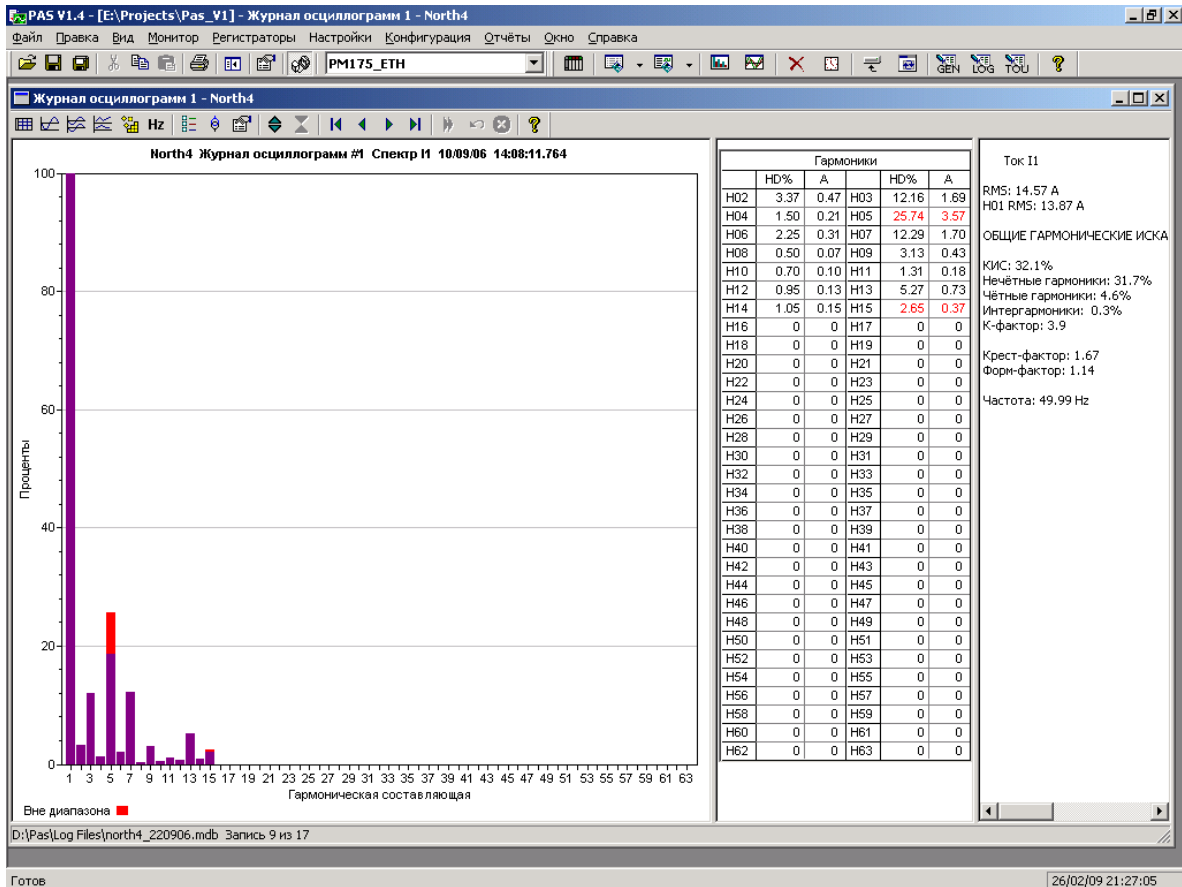 PAS V1.4 - [E:\Projects\Pas_V1] - Журнал осциллограмм 1 - North4
Файл Правка Вид Монитор Регистраторы Настройки Конфигурация Отчёты Окно Справка
PM175_ETH GEN LOG TOU
Журнал осциллограмм 1 - North4
Hz
North4 Журнал осциллограмм #1 Спектр I1 10/09/06 14:08:11.764
100
80
60
40
20
0
Проценты
1 3 5 7 9 11 13 15 17 19 21 23 25 27 29 31 33 35 37 39 41 43 45 47 49 51 53 55 57 59 61 63
Гармоническая составляющая
Вне диапазона
Гармоники
HD% A HD% A
H02 3.37 0.47 H03 12.16 1.69
H04 1.50 0.21 H05 25.74 3.57
H06 2.25 0.31 H07 12.29 1.70
H08 0.50 0.07 H09 3.13 0.43
H10 0.70 0.10 H11 1.31 0.18
H12 0.95 0.13 H13 5.27 0.73
H14 1.05 0.15 H15 2.65 0.37
H16 0 0 H17 0 0
H18 0 0 H19 0 0
H20 0 0 H21 0 0
H22 0 0 H23 0 0
H24 0 0 H25 0 0
H26 0 0 H27 0 0
H28 0 0 H29 0 0
H30 0 0 H31 0 0
H32 0 0 H33 0 0
H34 0 0 H35 0 0
H36 0 0 H37 0 0
H38 0 0 H39 0 0
H40 0 0 H41 0 0
H42 0 0 H43 0 0
H44 0 0 H45 0 0
H46 0 0 H47 0 0
H48 0 0 H49 0 0
H50 0 0 H51 0 0
H52 0 0 H53 0 0
H54 0 0 H55 0 0
H56 0 0 H57 0 0
H58 0 0 H59 0 0
H60 0 0 H61 0 0
H62 0 0 H63 0 0
Ток I1
RMS: 14.57 A
H01 RMS: 13.87 A
ОБЩИЕ ГАРМОНИЧЕСКИЕ ИСКА
КИС: 32.1%
Нечётные гармоники: 31.7%
Чётные гармоники: 4.6%
Интергармоники: 0.3%
К-фактор: 3.9
Крест-фактор: 1.67
Форм-фактор: 1.14
Частота: 49.99 Hz
D:\Pas\Log Files\north4_220906.mdb Запись 9 из 17
Готов
26/02/09 21:27:05